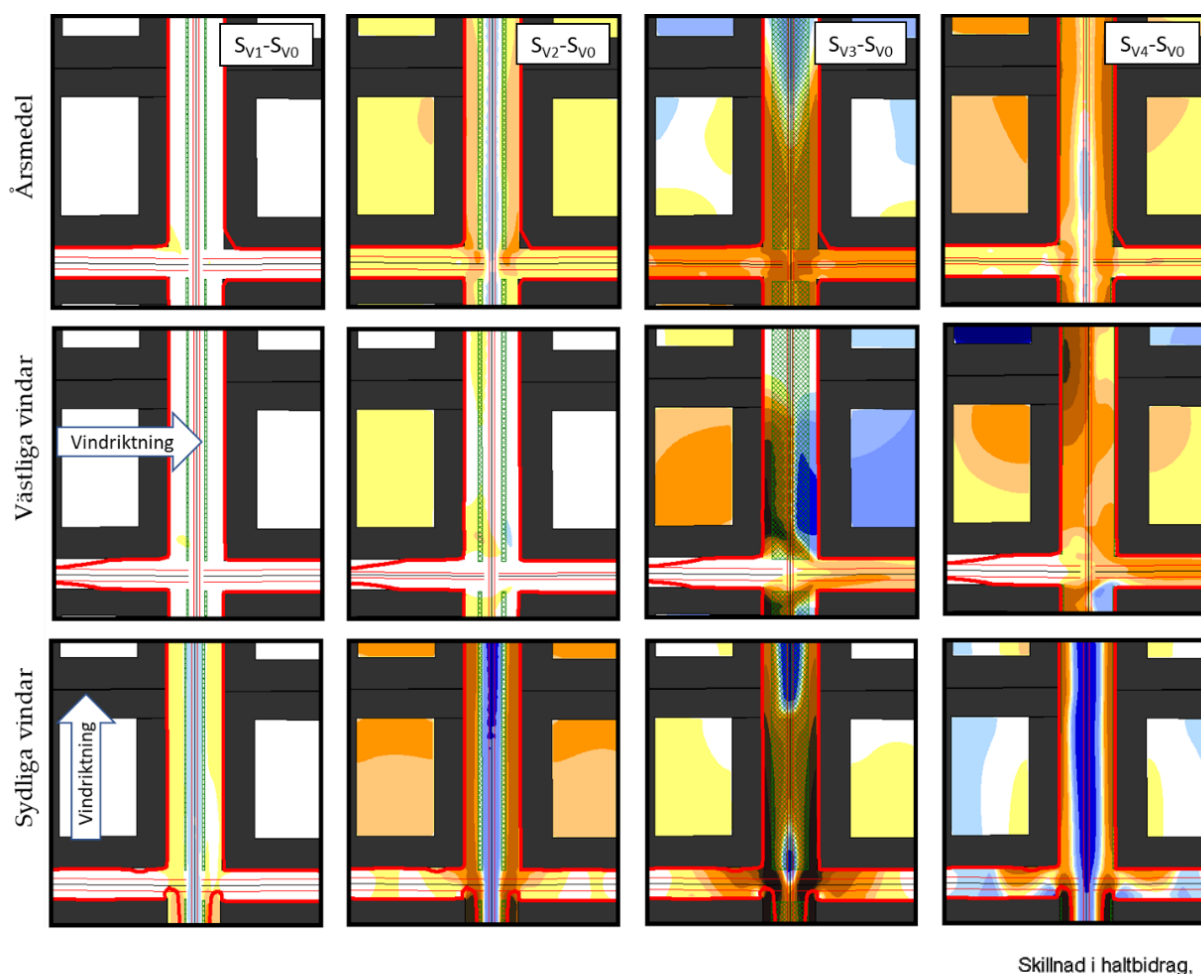 S_V1-S_V0
S_V2-S_V0
S_V3-S_V0
S_V4-S_V0
Årsmedel
Västliga vindar
Vindriktning
Sydliga vindar
Vindriktning
Skillnad i haltbidrag,